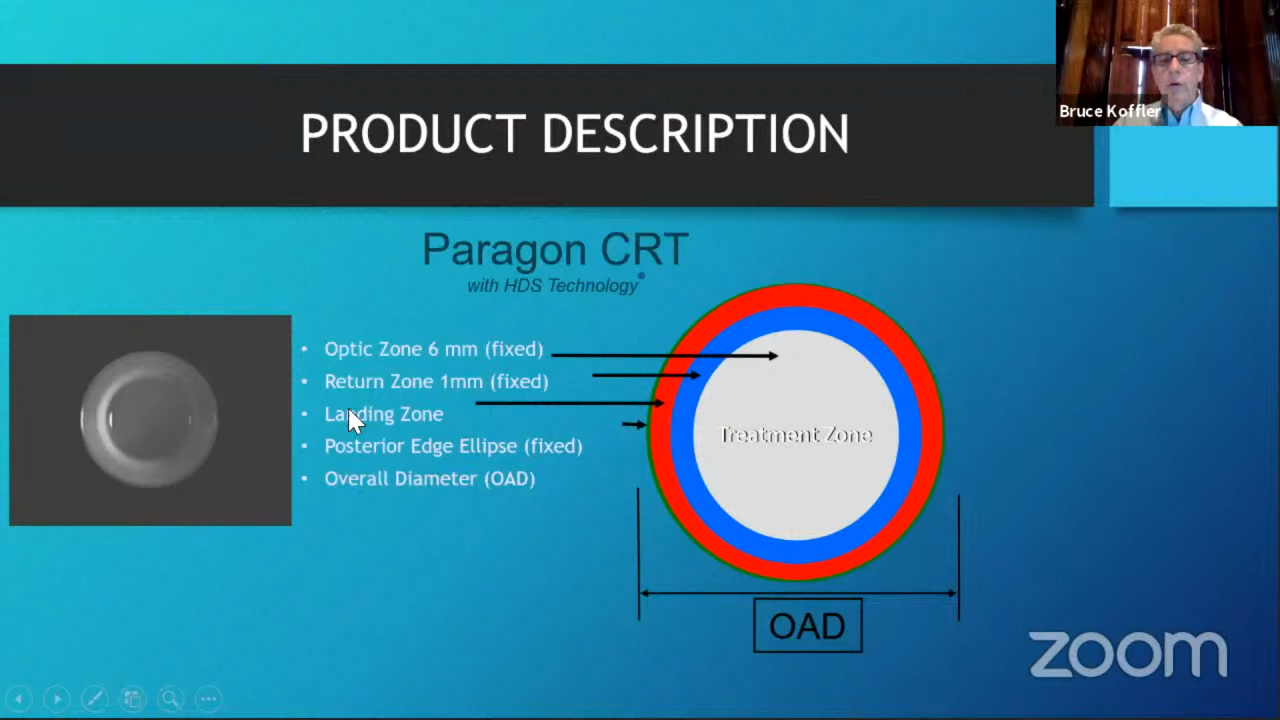 Bruce Koffler
PRODUCT DESCRIPTION
Paragon CRT
with HDS Technology®
• Optic Zone 6 mm (fixed)
• Return Zone 1mm (fixed)
• Landing Zone
• Posterior Edge Ellipse (fixed)
• Overall Diameter (OAD)
Treatment Zone
OAD
zoom